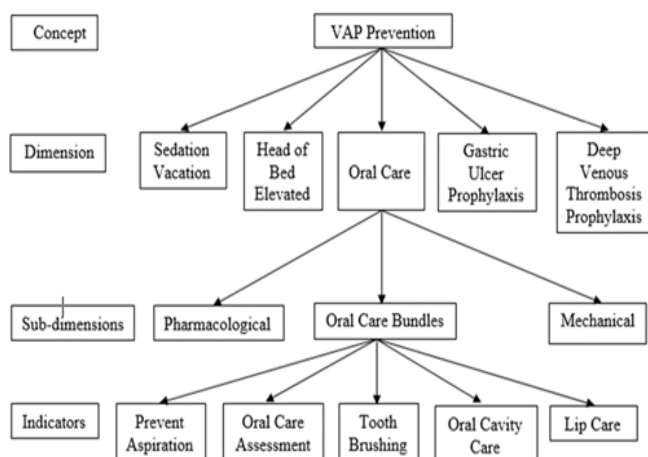 Concept
VAP Prevention
Dimension
Sedation
Vacation
Head of
Bed
Elevated
Oral Care
Gastric
Ulcer
Prophylaxis
Deep
Venous
Thrombosis
Prophylaxis
Sub-dimensions
Pharmacological
Oral Care Bundles
Mechanical
Indicators
Prevent
Aspiration
Oral Care
Assessment
Tooth
Brushing
Oral Cavity
Care
Lip Care